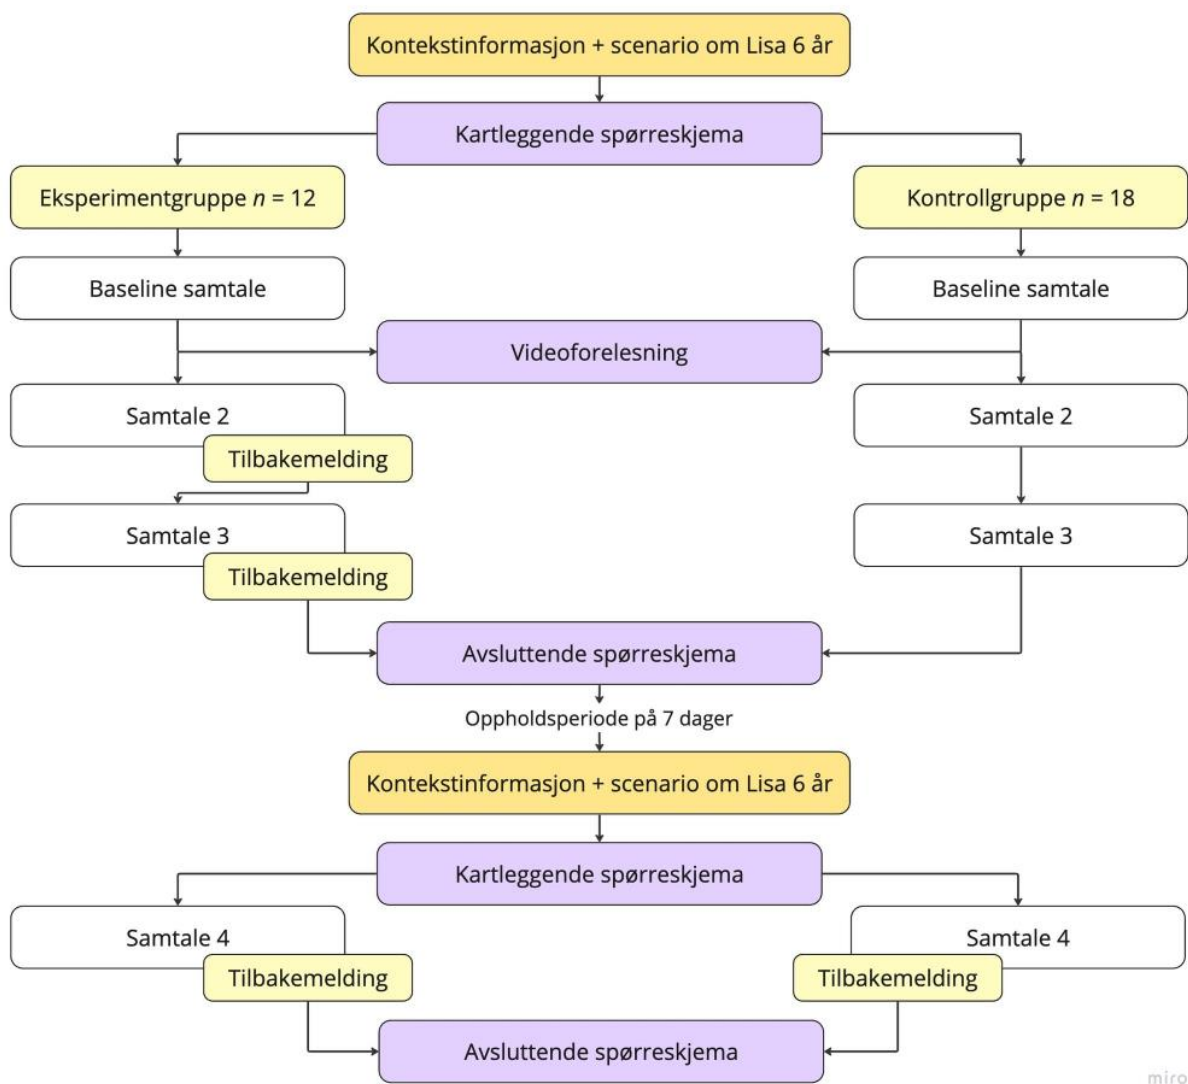 Kontekstinformasjon + scenario om Lisa 6 år
Kartleggende spørreskjema
Eksperimentgruppe n = 12
Kontrollgruppe n = 18
Baseline samtale
Baseline samtale
Videoforelesning
Samtale 2
Samtale 2
Tilbakemelding
Samtale 3
Samtale 3
Tilbakemelding
Avsluttende spørreskjema
Oppholdsperiode på 7 dager
Kontekstinformasjon + scenario om Lisa 6 år
Kartleggende spørreskjema
Samtale 4
Samtale 4
Tilbakemelding
Tilbakemelding
Avsluttende spørreskjema
miro